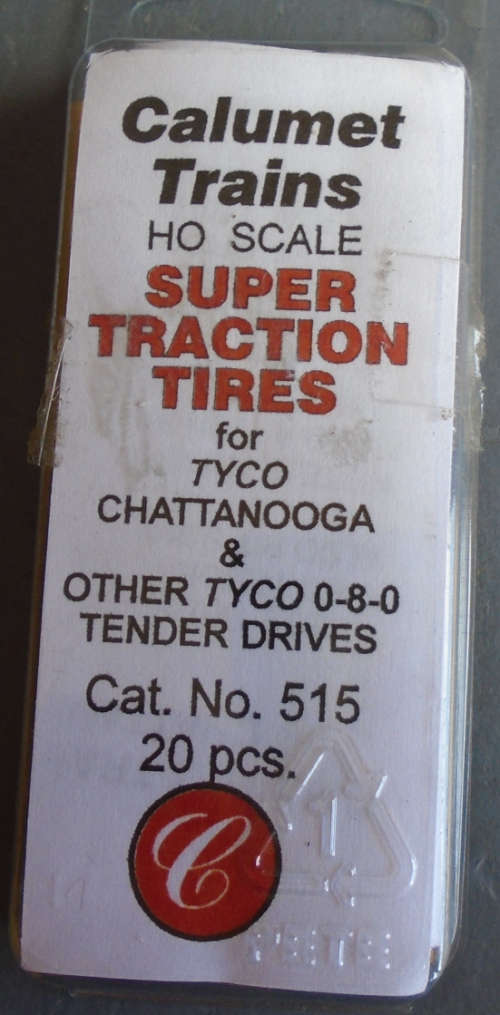 Calumet
Trains
HO SCALE
SUPER
TRACTION
TIRES
for
TYCO
CHATTANOOGA
&
OTHER TYCO 0-8-0
TENDER DRIVES
Cat. No. 515
20 pcs.
C
1